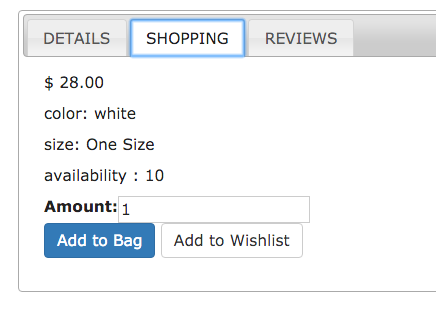 DETAILS SHOPPING REVIEWS
$ 28.00
color: white
size: One Size
availability : 10
Amount: 1
Add to Bag Add to Wishlist